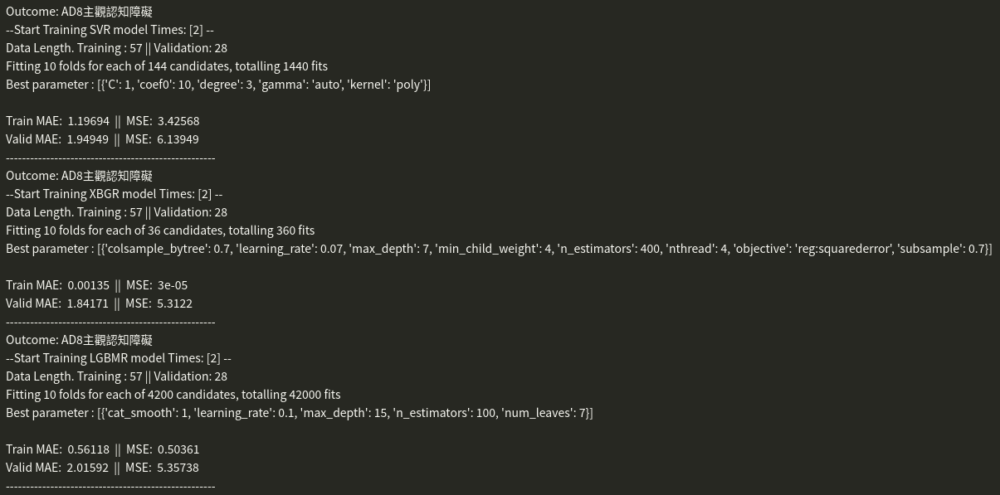 Outcome: AD8主觀認知障礙
--Start Training SVR model Times: [2] --
Data Length. Training : 57 || Validation: 28
Fitting 10 folds for each of 144 candidates, totalling 1440 fits
Best parameter : [{'C': 1, 'coef0': 10, 'degree': 3, 'gamma': 'auto', 'kernel': 'poly'}]
Train MAE:  1.19694  ||  MSE:  3.42568
Valid MAE:  1.94949  ||  MSE:  6.13949
------------------------------------------------------
Outcome: AD8主觀認知障礙
--Start Training XBGR model Times: [2] --
Data Length. Training : 57 || Validation: 28
Fitting 10 folds for each of 36 candidates, totalling 360 fits
Best parameter : [{'colsample_bytree': 0.7, 'learning_rate': 0.07, 'max_depth': 7, 'min_child_weight': 4, 'n_estimators': 400, 'nthread': 4, 'objective': 'reg:squarederror', 'subsample': 0.7}]
Train MAE:  0.00135  ||  MSE:  3e-05
Valid MAE:  1.84171  ||  MSE:  5.3122
------------------------------------------------------
Outcome: AD8主觀認知障礙
--Start Training LGBMR model Times: [2] --
Data Length. Training : 57 || Validation: 28
Fitting 10 folds for each of 4200 candidates, totalling 42000 fits
Best parameter : [{'cat_smooth': 1, 'learning_rate': 0.1, 'max_depth': 15, 'n_estimators': 100, 'num_leaves': 7}]
Train MAE:  0.56118  ||  MSE:  0.50361
Valid MAE:  2.01592  ||  MSE:  5.35738
------------------------------------------------------